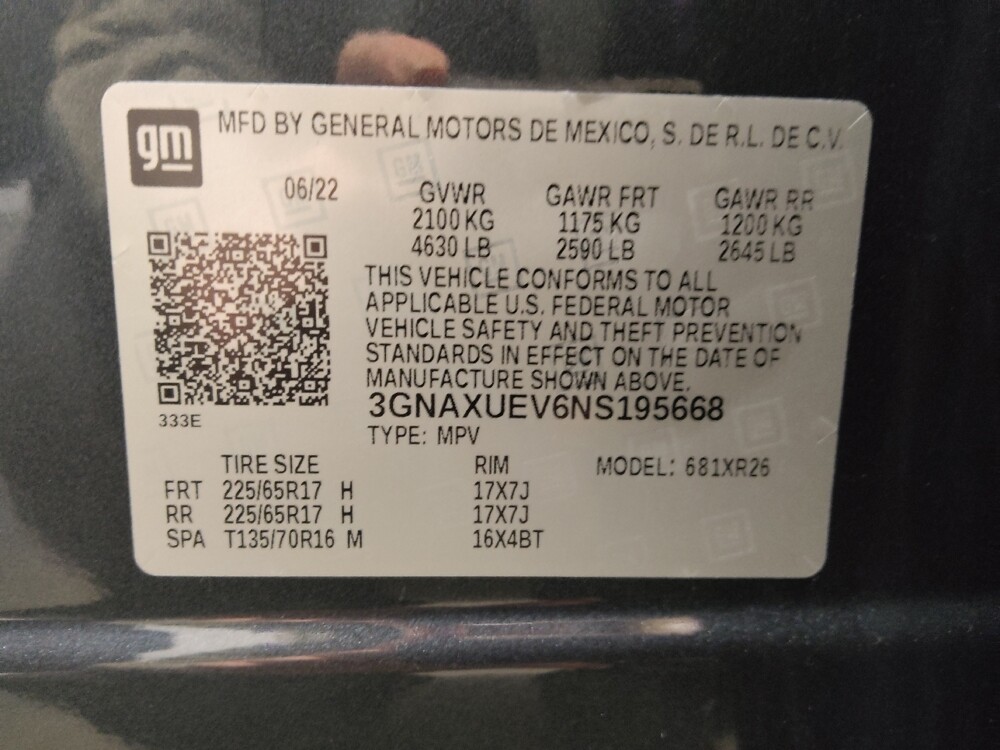 gm
MFD BY GENERAL MOTORS DE MEXICO, S. DE R.L. DE C.V.
06/22 GVWR GAWR FRT GAWR RR
2100 KG 1175 KG 1200 KG
4630 LB 2590 LB 2645 LB
THIS VEHICLE CONFORMS TO ALL
APPLICABLE U.S. FEDERAL MOTOR
VEHICLE SAFETY AND THEFT PREVENTION
STANDARDS IN EFFECT ON THE DATE OF
MANUFACTURE SHOWN ABOVE.
3GNAXUEV6NS195668
333E
TYPE: MPV
TIRE SIZE RIM MODEL: 681XR26
FRT 225/65R17 H 17X7J
RR 225/65R17 H 17X7J
SPA T135/70R16 M 16X4BT